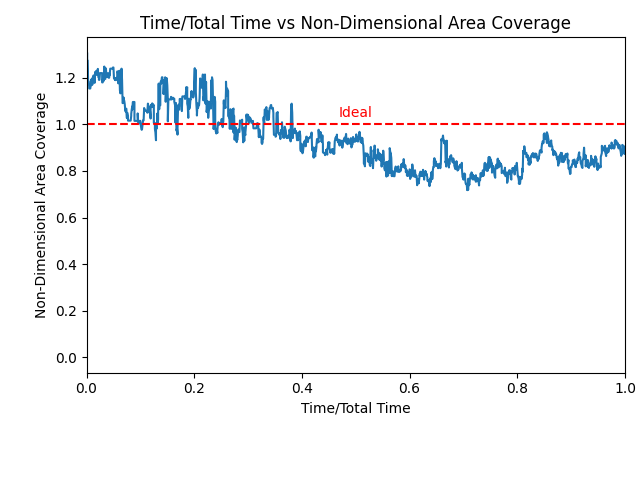 Time/Total Time vs Non-Dimensional Area Coverage
Ideal
Non-Dimensional Area Coverage
1.2
1.0
0.8
0.6
0.4
0.2
0.0
0.0 0.2 0.4 0.6 0.8 1.0
Time/Total Time